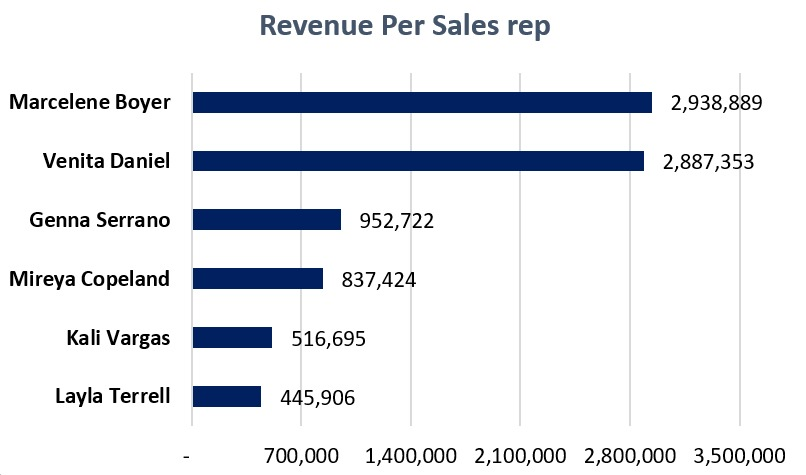 Revenue Per Sales rep
Marcelene Boyer 2,938,889
Venita Daniel 2,887,353
Genna Serrano 952,722
Mireya Copeland 837,424
Kali Vargas 516,695
Layla Terrell 445,906
- 700,000 1,400,000 2,100,000 2,800,000 3,500,000